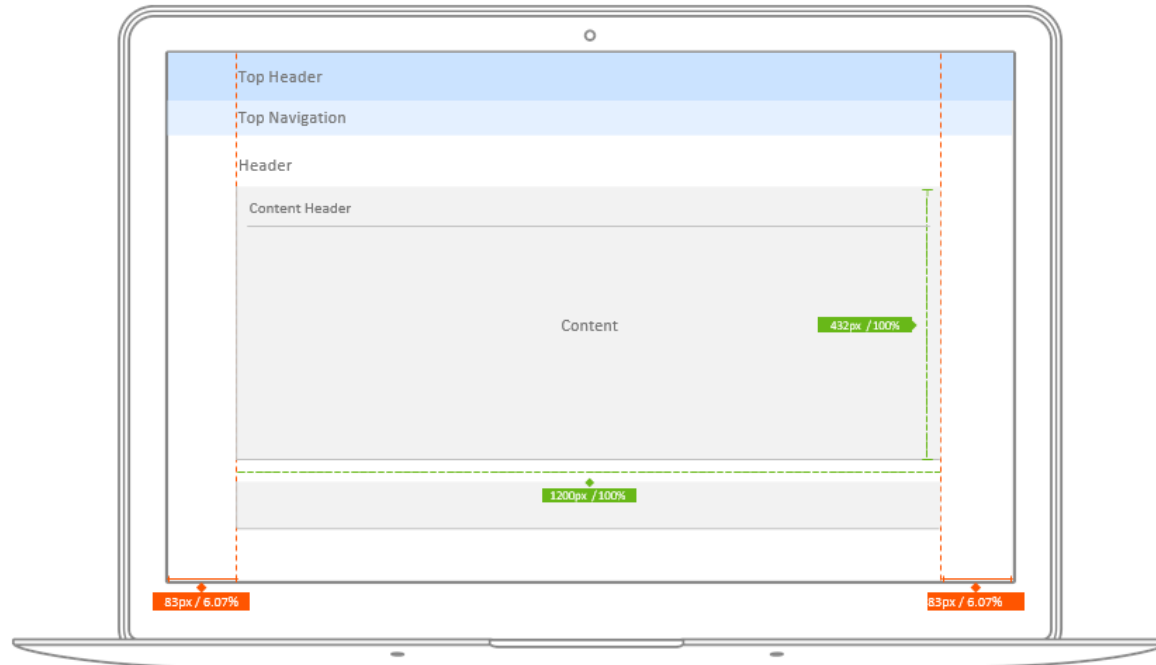 Top Header
Top Navigation
Header
Content Header
Content
432px / 100%
1200px / 100%
83px / 6.07%
83px / 6.07%